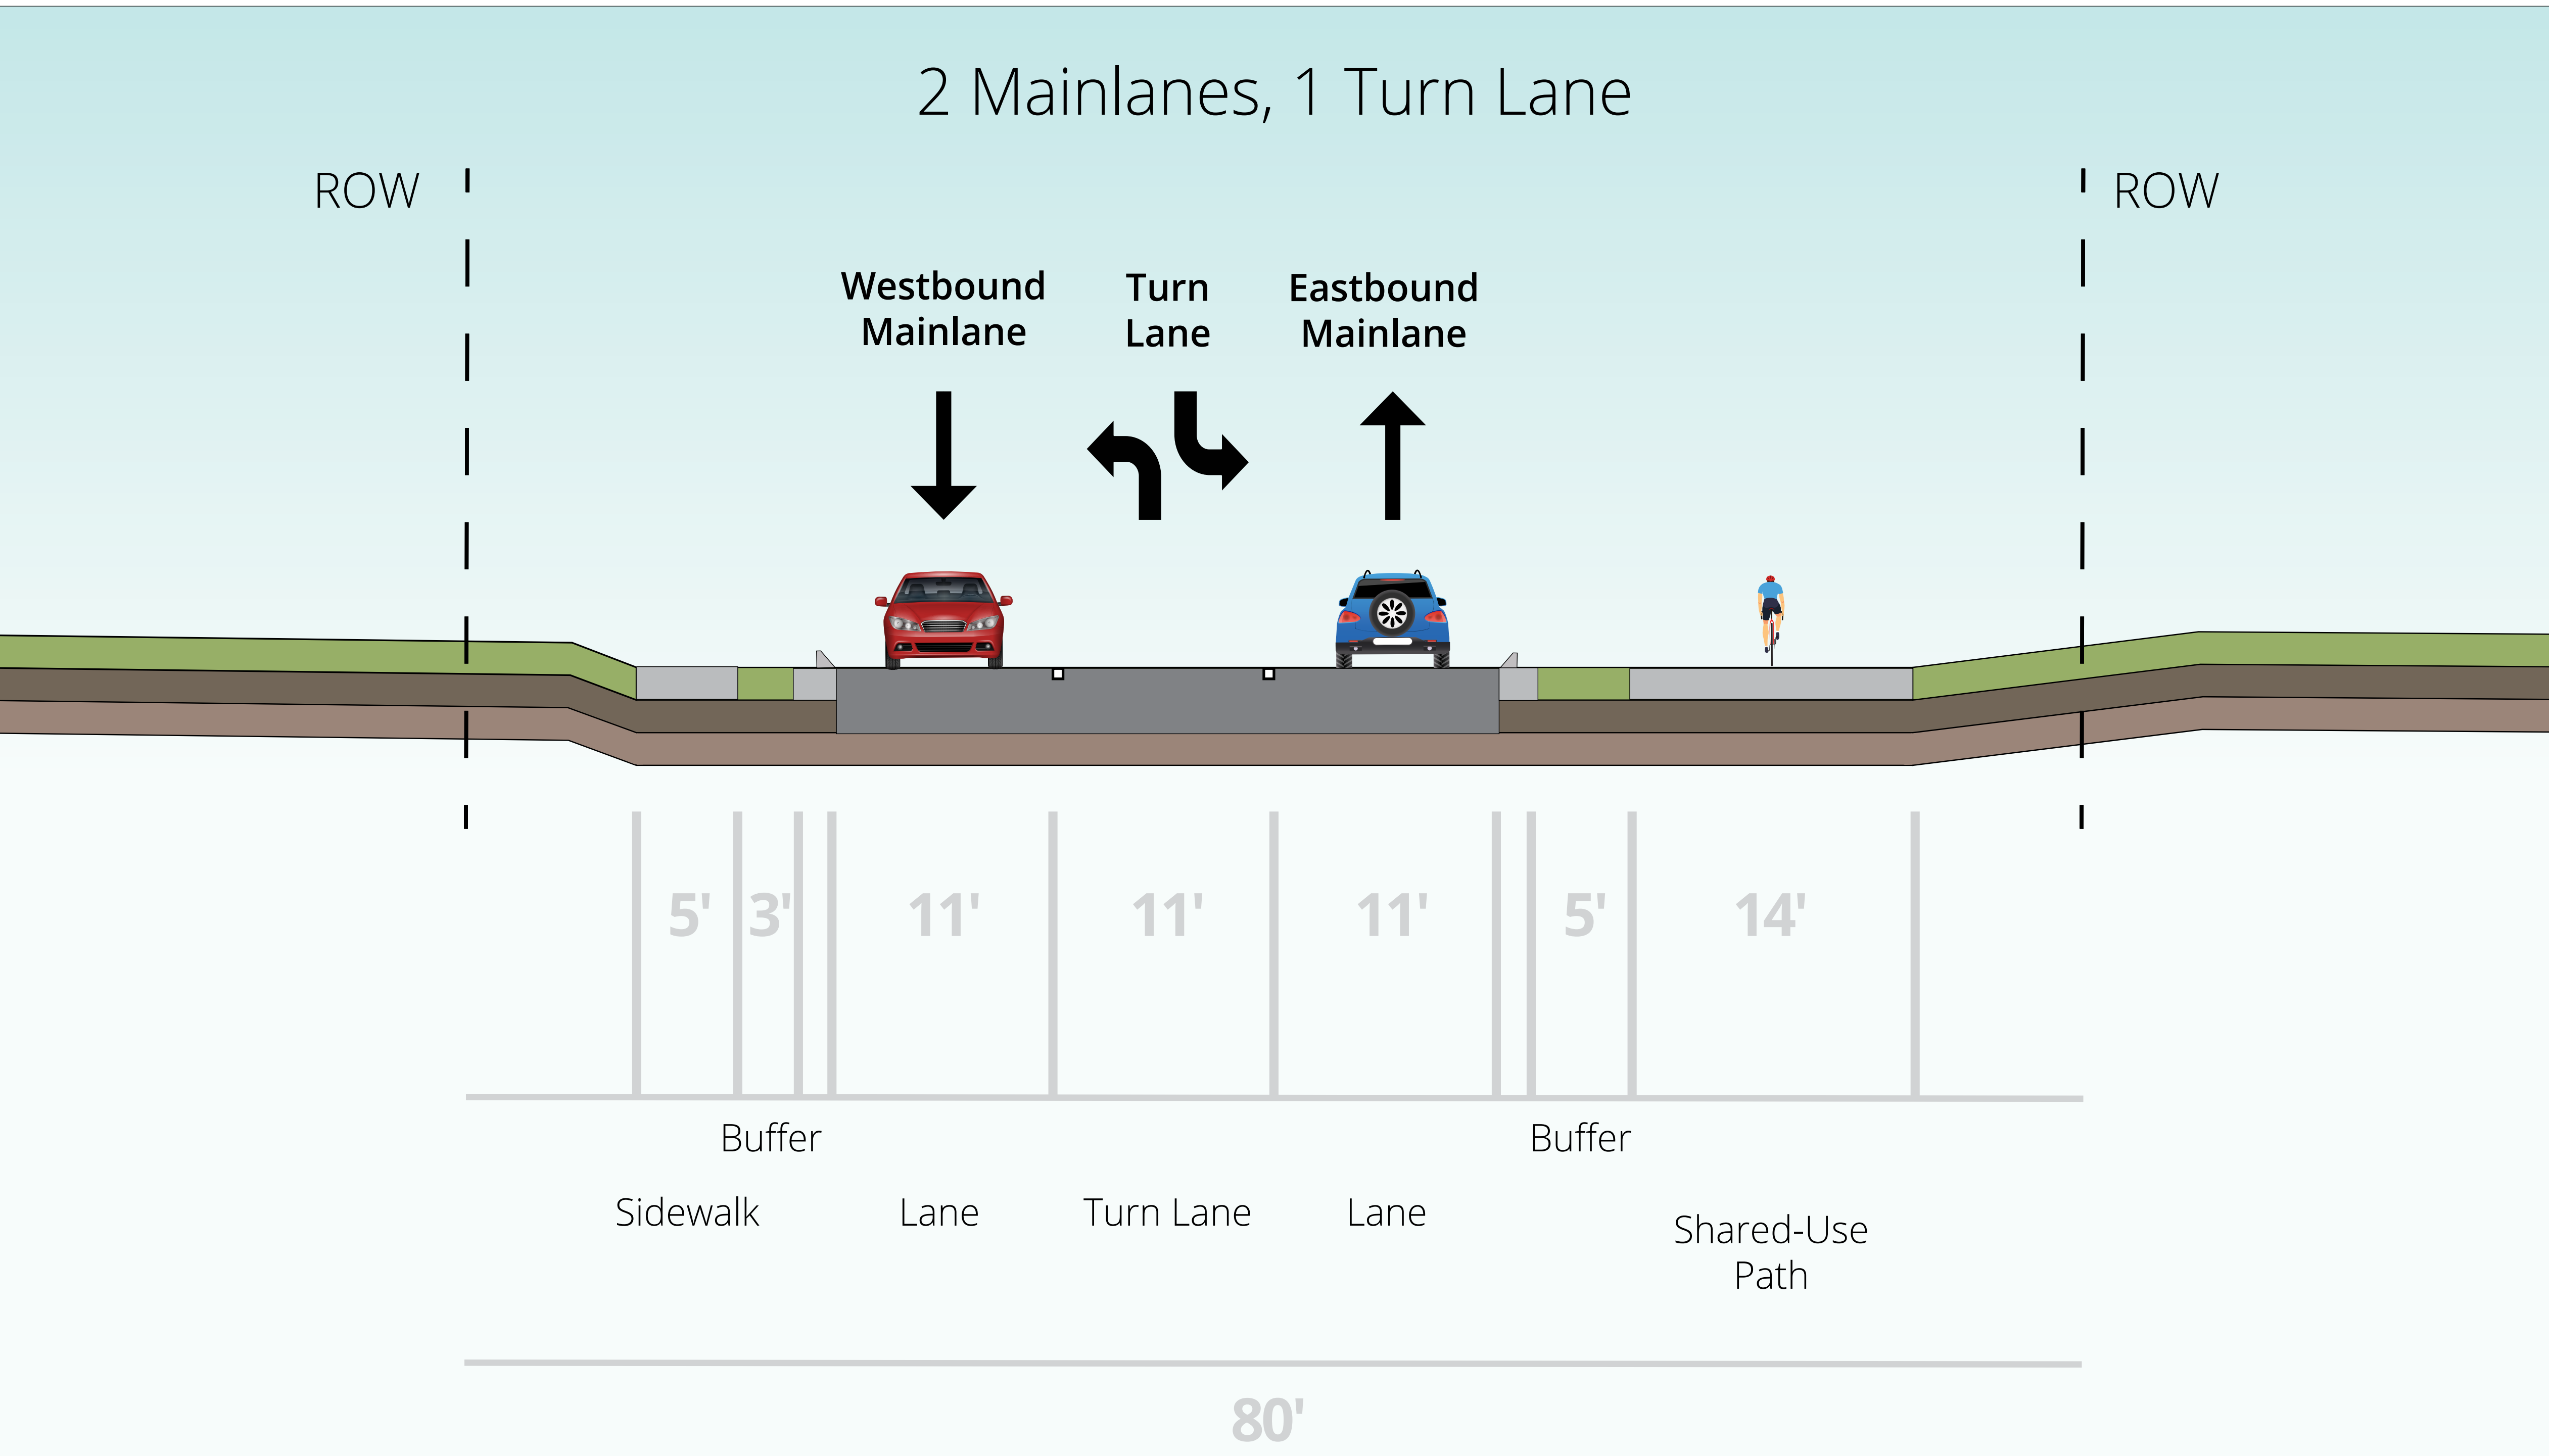 2 Mainlanes, 1 Turn Lane
ROW
ROW
Westbound
Mainlane
Turn
Lane
Eastbound
Mainlane
5'
3'
11'
11'
11'
5'
14'
Buffer
Buffer
Sidewalk
Lane
Turn Lane
Lane
Shared-Use
Path
80'